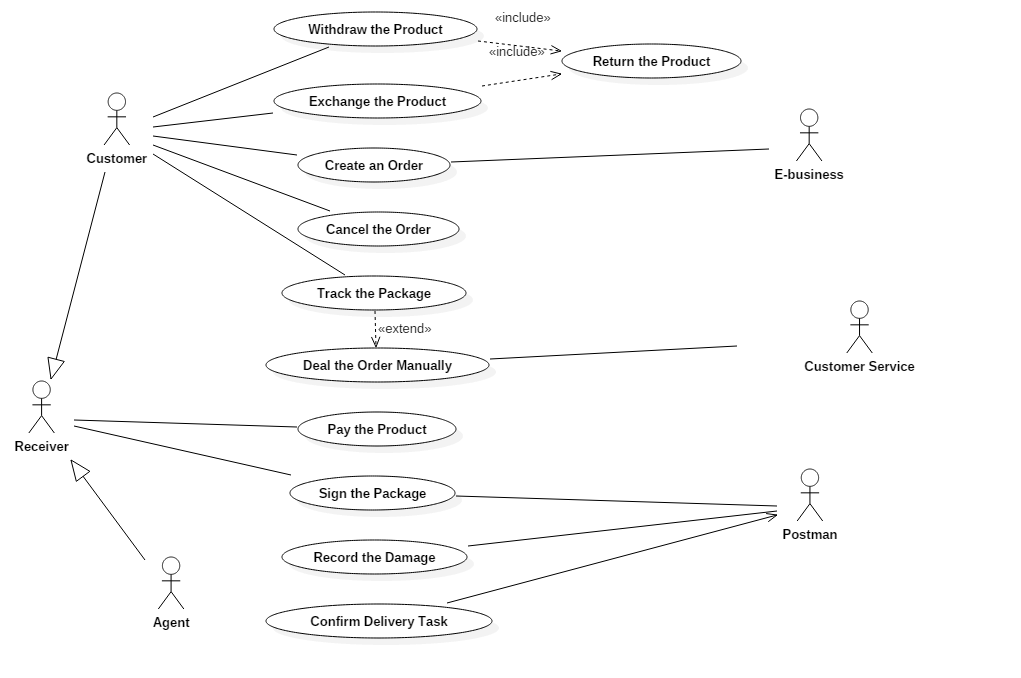 Withdraw the Product
«include»
«include»
Return the Product
Exchange the Product
Customer
Create an Order
E-business
Cancel the Order
Track the Package
«extend»
Deal the Order Manually
Customer Service
Pay the Product
Receiver
Sign the Package
Postman
Record the Damage
Agent
Confirm Delivery Task